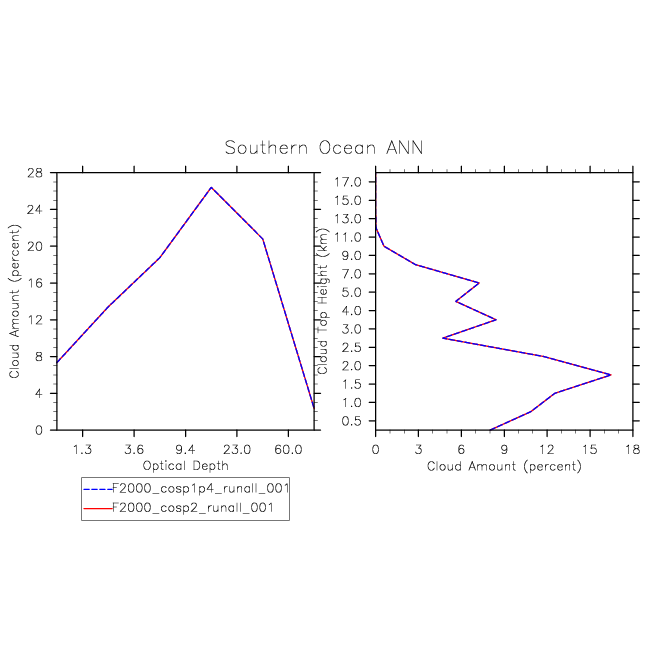 Southern Ocean ANN
Cloud Amount (percent)
28
24
20
16
12
8
4
0
1.3 3.6 9.4 23.0 60.0
Optical Depth
Cloud Top Height (km)
17.0
15.0
13.0
11.0
9.0
7.0
5.0
4.0
3.0
2.5
2.0
1.5
1.0
0.5
0 3 6 9 12 15 18
Cloud Amount (percent)
F2000_cosp1p4_runall_001
F2000_cosp2_runall_001